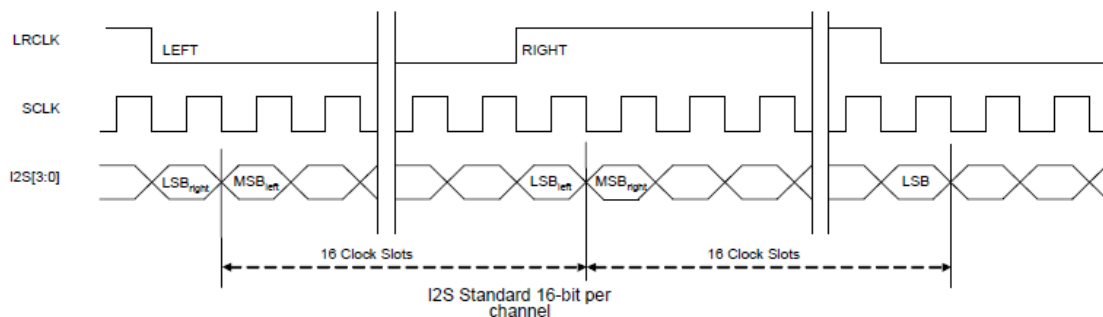 LRCLK
LEFT
RIGHT
SCLK
I2S[3:0]
LSBright
MSBleft
LSBleft
MSBright
LSB
16 Clock Slots
16 Clock Slots
I2S Standard 16-bit per
channel